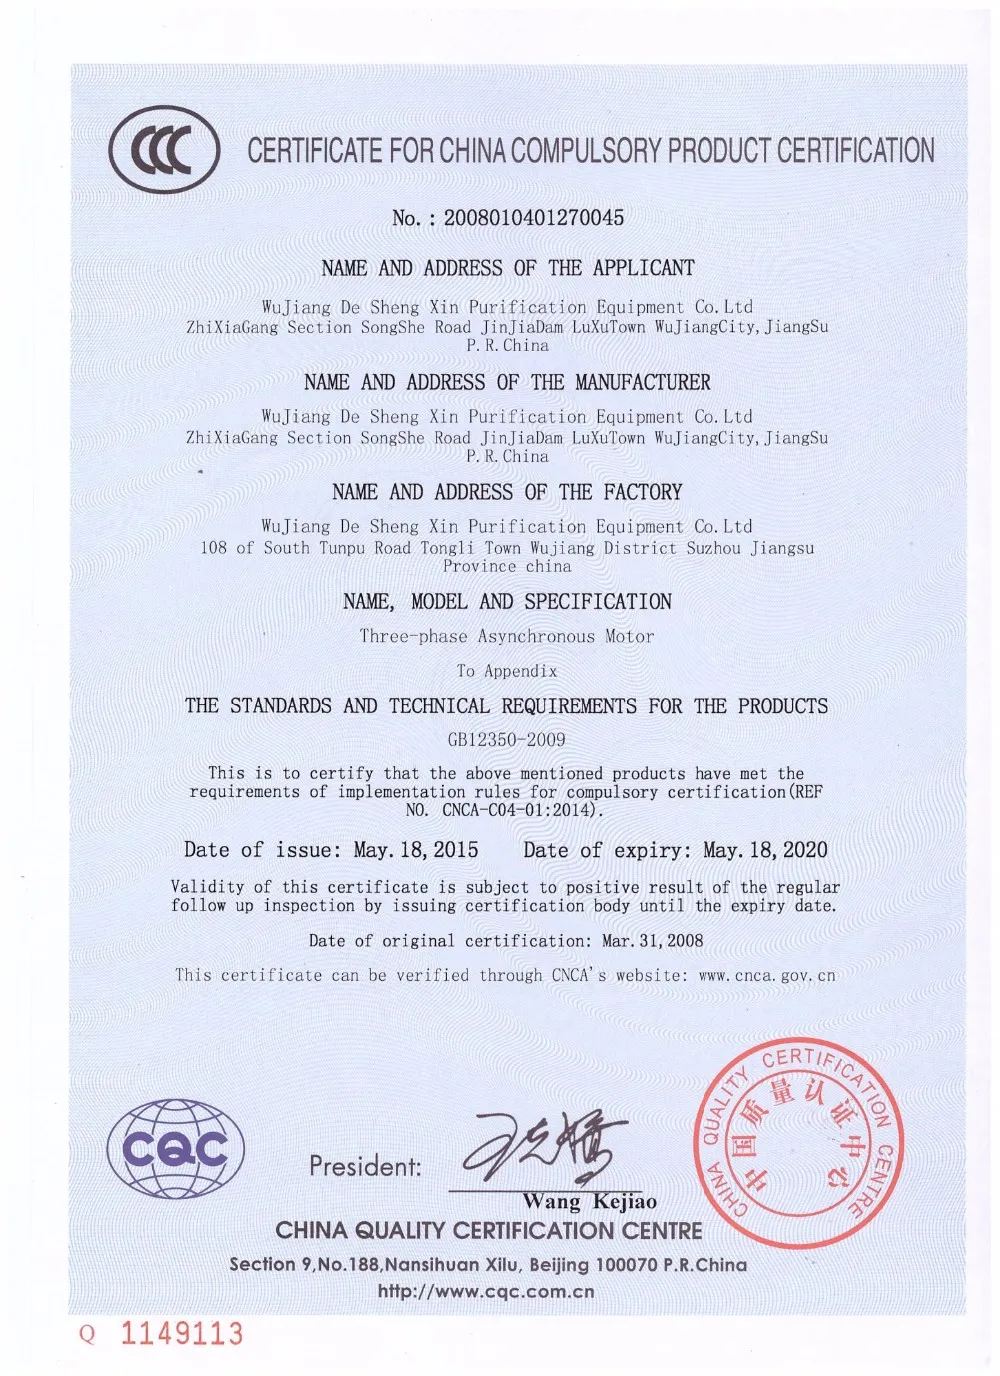 CCC
CERTIFICATE FOR CHINA COMPULSORY PRODUCT CERTIFICATION
No.: 2008010401270045
NAME AND ADDRESS OF THE APPLICANT
WuJiang De Sheng Xin Purification Equipment Co.Ltd
ZhiXiaGang Section SongShe Road JinJiaDam LuXuTown WuJiangCity,JiangSu
P.R.China
NAME AND ADDRESS OF THE MANUFACTURER
WuJiang De Sheng Xin Purification Equipment Co.Ltd
ZhiXiaGang Section SongShe Road JinJiaDam LuXuTown WuJiangCity,JiangSu
P.R.China
NAME AND ADDRESS OF THE FACTORY
WuJiang De Sheng Xin Purification Equipment Co.Ltd
108 of South Tunpu Road Tongli Town Wujiang District Suzhou Jiangsu
Province china
NAME, MODEL AND SPECIFICATION
Three-phase Asynchronous Motor
To Appendix
THE STANDARDS AND TECHNICAL REQUIREMENTS FOR THE PRODUCTS
GB12350-2009
This is to certify that the above mentioned products have met the
requirements of implementation rules for compulsory certification(REF
NO. CNCA-C04-01:2014).
Date of issue: May.18,2015 Date of expiry: May.18,2020
Validity of this certificate is subject to positive result of the regular
follow up inspection by issuing certification body until the expiry date.
Date of original certification: Mar.31,2008
This certificate can be verified through CNCA's website: www.cnca.gov.cn
CHINA QUALITY CERTIFICATION CENTRE
中国质量认证中心
CQC
President: 王克娇
Wang Kejiao
CHINA QUALITY CERTIFICATION CENTRE
Section 9,No.188,Nansihuan Xilu, Beijing 100070 P.R.China
http://www.cqc.com.cn
Q 1149113